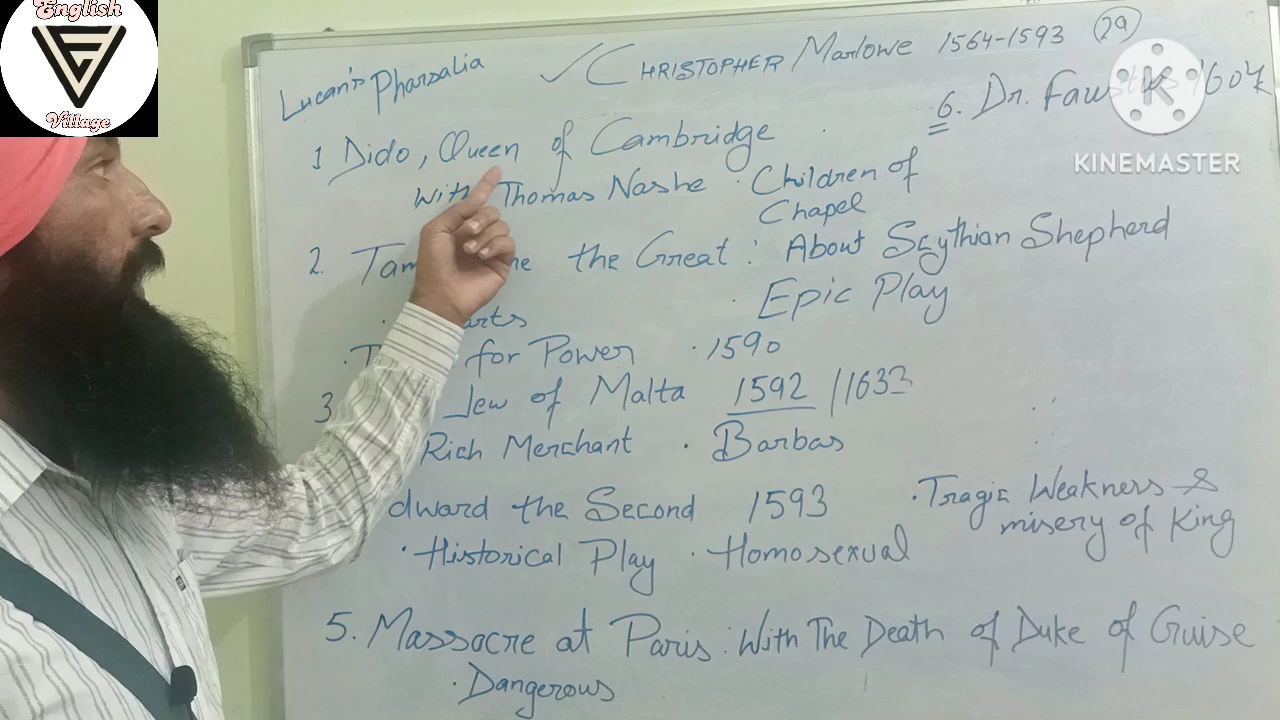 English
Village
Lucan's Pharsalia
CHRISTOPHER Marlowe 1564-1593 29
6. Dr. Faustus 1604
KINEMASTER
1 Dido, Queen of Cambridge
With Thomas Nashe · Children of
Chapel
2. Tam ne the Great : About Scythian Shepherd
· arts · Epic Play
for Power · 1590
3 Jew of Malta 1592 / 1633
Rich Merchant · Barbas
dward the Second 1593 · Tragic Weakness &
misery of King
· Historical Play · Homosexual
5. Massacre at Paris : With The Death of Duke of Guise
· Dangerous